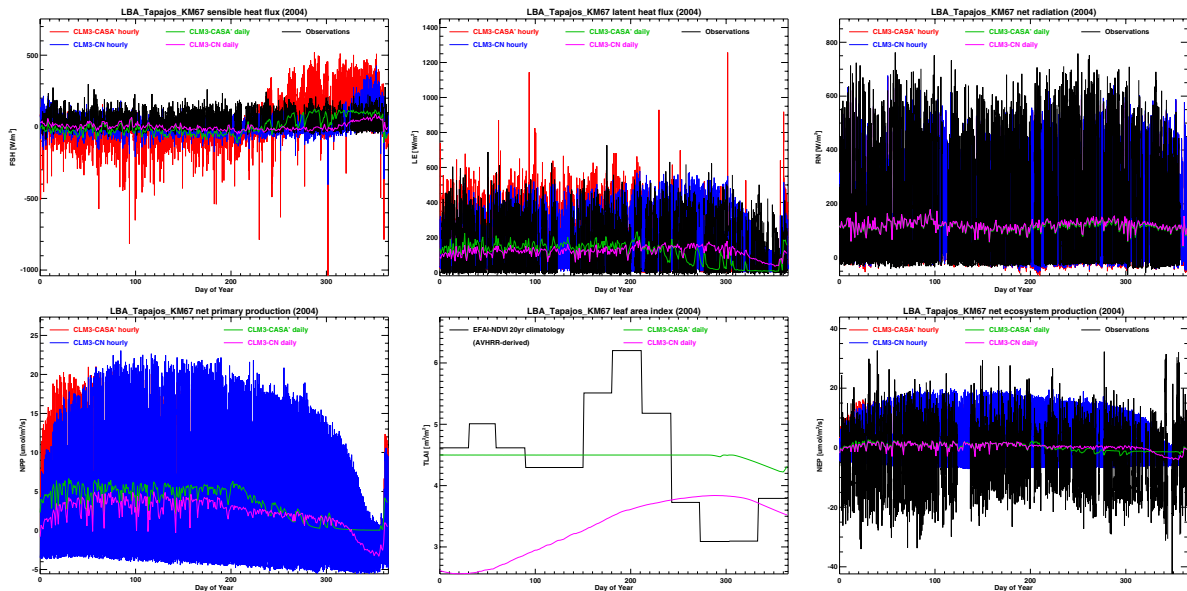 LBA_Tapajos_KM67 sensible heat flux (2004)
CLM3-CASA' hourly
CLM3-CASA' daily
Observations
CLM3-CN hourly
CLM3-CN daily
FSH [W/m²]
500
0
-500
-1000
0
100
200
300
Day of Year
LBA_Tapajos_KM67 latent heat flux (2004)
CLM3-CASA' hourly
CLM3-CASA' daily
Observations
CLM3-CN hourly
CLM3-CN daily
LE [W/m²]
1400
1200
1000
800
600
400
200
0
0
100
200
300
Day of Year
LBA_Tapajos_KM67 net radiation (2004)
CLM3-CASA' hourly
CLM3-CASA' daily
Observations
CLM3-CN hourly
CLM3-CN daily
RN [W/m²]
800
600
400
200
0
0
100
200
300
Day of Year
LBA_Tapajos_KM67 net primary production (2004)
CLM3-CASA' hourly
CLM3-CASA' daily
CLM3-CN hourly
CLM3-CN daily
NPP [umol/m²/s]
25
20
15
10
5
0
-5
0
100
200
300
Day of Year
LBA_Tapajos_KM67 leaf area index (2004)
EFAI-NDVI 20yr climatology
CLM3-CASA' daily
(AVHRR-derived)
CLM3-CN daily
TLAI [m²/m²]
6
5
4
3
0
100
200
300
Day of Year
LBA_Tapajos_KM67 net ecosystem production (2004)
CLM3-CASA' hourly
CLM3-CASA' daily
Observations
CLM3-CN hourly
CLM3-CN daily
NEP [umol/m²/s]
40
20
0
-20
-40
0
100
200
300
Day of Year